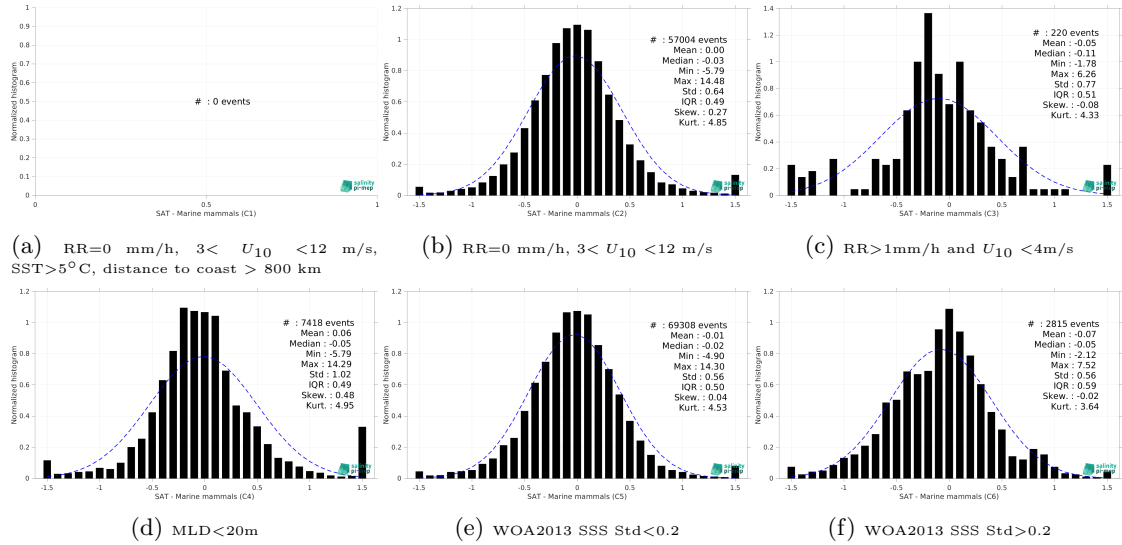 1
0.9
0.8
0.7
0.6
0.5
0.4
0.3
0.2
0.1
0
Normalized histogram
# : 0 events
salinity
pi-mep
0 0.5 1
SAT - Marine mammals (C1)
(a) RR=0 mm/h, 3< U10 <12 m/s,
SST>5°C, distance to coast > 800 km
1.2
1
0.8
0.6
0.4
0.2
0
Normalized histogram
# : 57004 events
Mean : 0.00
Median : -0.03
Min : -5.79
Max : 14.48
Std : 0.64
IQR : 0.49
Skew. : 0.27
Kurt. : 4.85
salinity
pi-mep
-1.5 -1 -0.5 0 0.5 1 1.5
SAT - Marine mammals (C2)
(b) RR=0 mm/h, 3< U10 <12 m/s
1.4
1.2
1
0.8
0.6
0.4
0.2
0
Normalized histogram
# : 220 events
Mean : -0.05
Median : -0.11
Min : -1.78
Max : 6.26
Std : 0.77
IQR : 0.51
Skew. : -0.08
Kurt. : 4.33
salinity
pi-mep
-1.5 -1 -0.5 0 0.5 1 1.5
SAT - Marine mammals (C3)
(c) RR>1mm/h and U10 <4m/s
1.2
1
0.8
0.6
0.4
0.2
0
Normalized histogram
# : 7418 events
Mean : 0.06
Median : -0.05
Min : -5.79
Max : 14.29
Std : 1.02
IQR : 0.49
Skew. : 0.48
Kurt. : 4.95
salinity
pi-mep
-1.5 -1 -0.5 0 0.5 1 1.5
SAT - Marine mammals (C4)
(d) MLD<20m
1.2
1
0.8
0.6
0.4
0.2
0
Normalized histogram
# : 69308 events
Mean : -0.01
Median : -0.02
Min : -4.90
Max : 14.30
Std : 0.56
IQR : 0.50
Skew. : 0.04
Kurt. : 4.53
salinity
pi-mep
-1.5 -1 -0.5 0 0.5 1 1.5
SAT - Marine mammals (C5)
(e) WOA2013 SSS Std<0.2
1.2
1
0.8
0.6
0.4
0.2
0
Normalized histogram
# : 2815 events
Mean : -0.07
Median : -0.05
Min : -2.12
Max : 7.52
Std : 0.56
IQR : 0.59
Skew. : -0.02
Kurt. : 3.64
salinity
pi-mep
-1.5 -1 -0.5 0 0.5 1 1.5
SAT - Marine mammals (C6)
(f) WOA2013 SSS Std>0.2